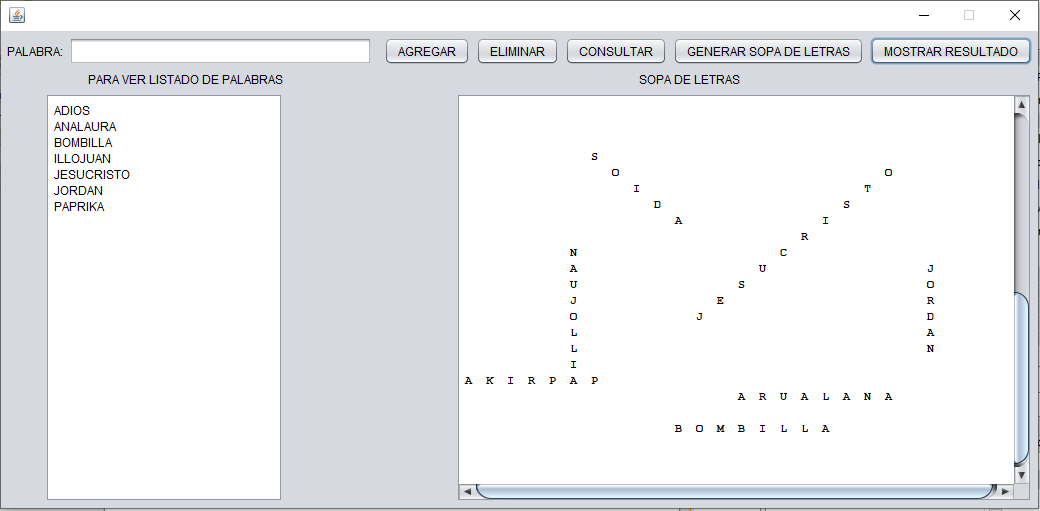 PALABRA: AGREGAR ELIMINAR CONSULTAR GENERAR SOPA DE LETRAS MOSTRAR RESULTADO
PARA VER LISTADO DE PALABRAS
ADIOS
ANALAURA
BOMBILLA
ILLOJUAN
JESUCRISTO
JORDAN
PAPRIKA
SOPA DE LETRAS
S
O O
I T
D S
A I
R
N C
A U J
U S O
J E R
O J D
L A
L N
I
A K I R P A P
A R U A L A N A
B O M B I L L A